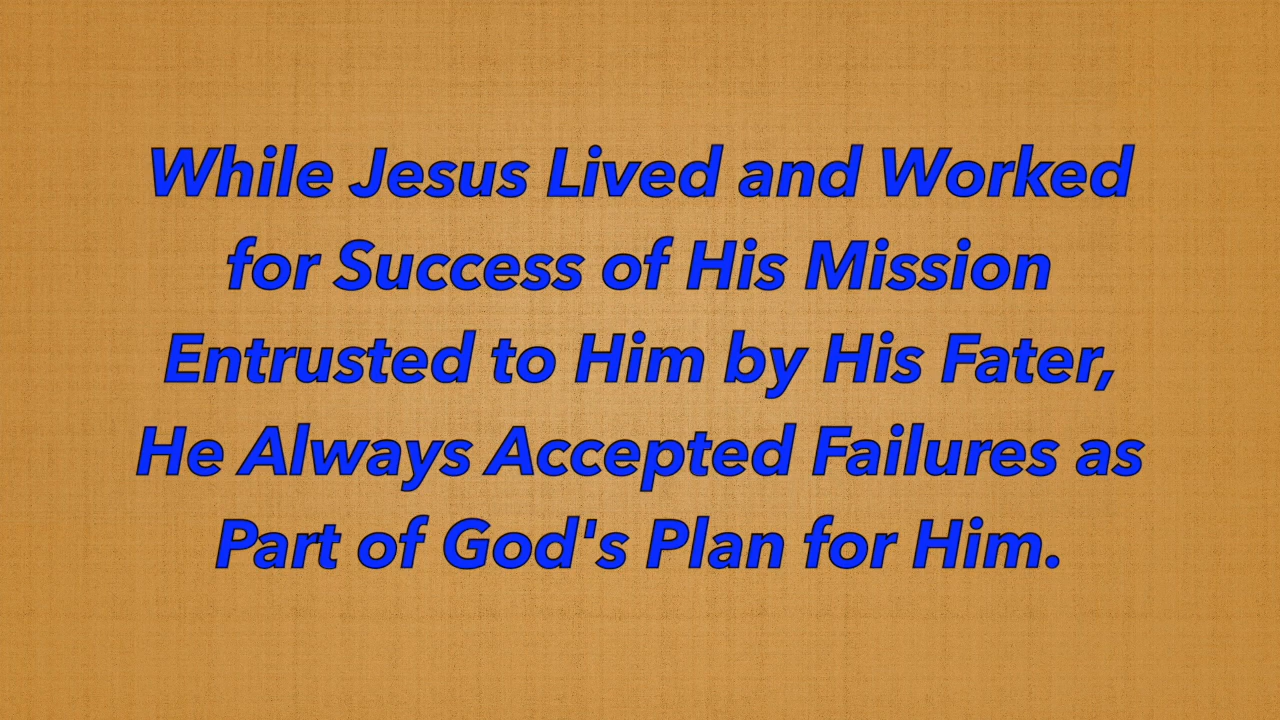 While Jesus Lived and Worked
for Success of His Mission
Entrusted to Him by His Fater,
He Always Accepted Failures as
Part of God's Plan for Him.